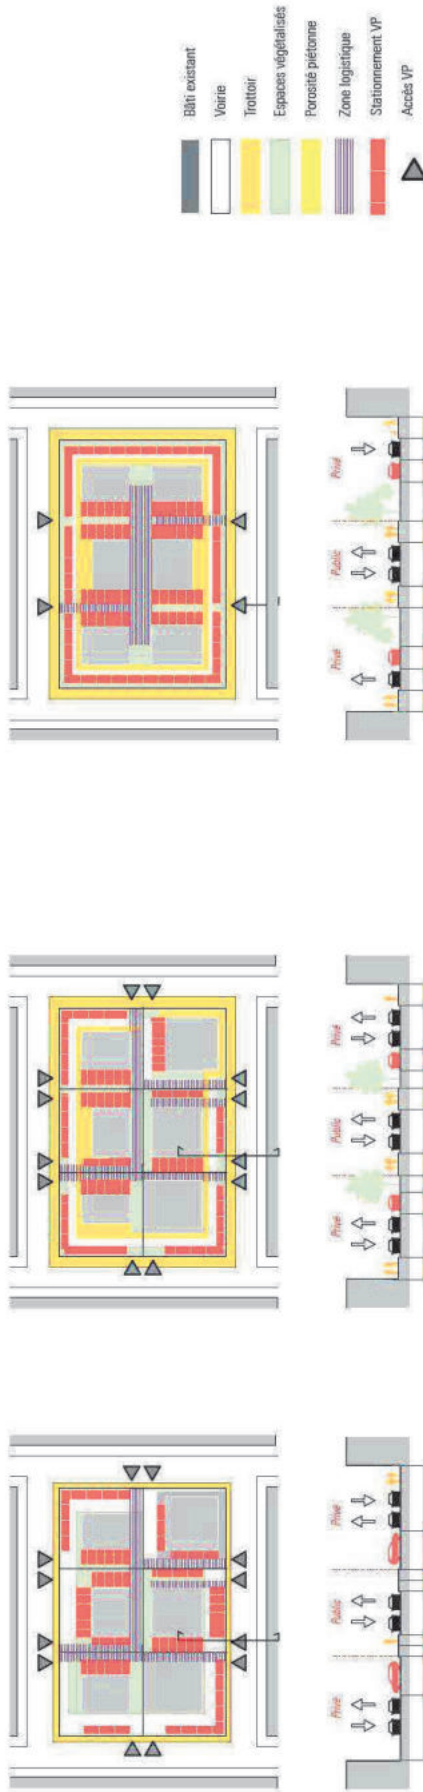 Privé
Public
Privé
Privé
Public
Privé
Privé
Public
Privé
Bâti existant
Voirie
Trottoir
Espaces végétalisés
Porosité piétonne
Zone logistique
Stationnement VP
Accès VP